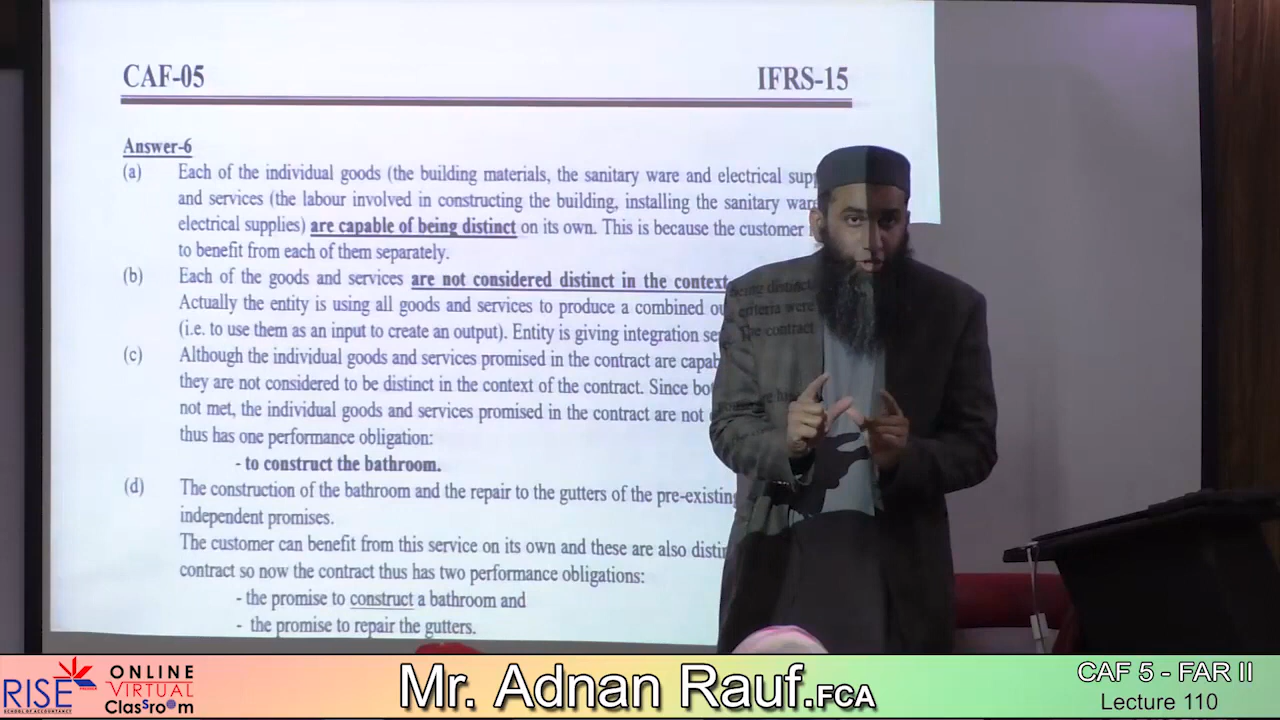 CAF-05 IFRS-15
Answer-6
(a) Each of the individual goods (the building materials, the sanitary ware and electrical
and services (the labour involved in constructing the building, installing the sanitary
electrical supplies) are capable of being distinct on its own. This is because the customer
to benefit from each of them separately.
(b) Each of the goods and services are not considered distinct in the context
Actually the entity is using all goods and services to produce a combined
(i.e. to use them as an input to create an output). Entity is giving integration
(c) Although the individual goods and services promised in the contract are
they are not considered to be distinct in the context of the contract. Since
not met, the individual goods and services promised in the contract are not
thus has one performance obligation:
- to construct the bathroom.
(d) The construction of the bathroom and the repair to the gutters of the pre-existing
independent promises.
The customer can benefit from this service on its own and these are also
contract so now the contract thus has two performance obligations:
- the promise to construct a bathroom and
- the promise to repair the gutters.
being distinct
criteria were
The contract
RISE PREMIER
SCHOOL OF ACCOUNTANCY
ONLINE
VIRTUAL
Classroom
Mr. Adnan Rauf.FCA
CAF 5 - FAR II
Lecture 110